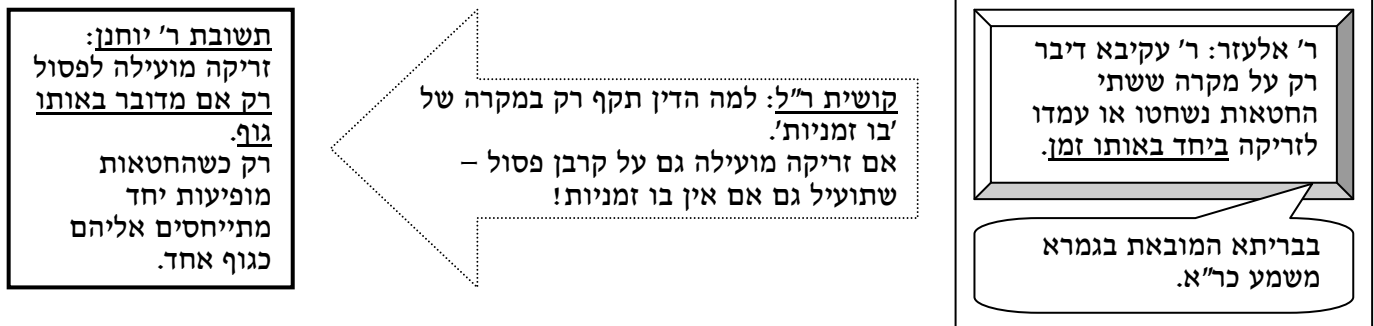 ר' אלעזר: ר' עקיבא דיבר
רק על מקרה ששתי
החטאות נשחטו או עמדו
לזריקה ביחד באותו זמן.
בבריתא המובאת בגמרא
משמע כר"א.
קושית ר"ל: למה הדין תקף רק במקרה של
'בו זמניות'.
אם זריקה מועילה גם על קרבן פסול –
שתועיל גם אם אין בו זמניות!
תשובת ר' יוחנן:
זריקה מועילה לפסול
רק אם מדובר באותו
גוף.
רק כשהחטאות
מופיעות יחד
מתייחסים אליהם
כגוף אחד.